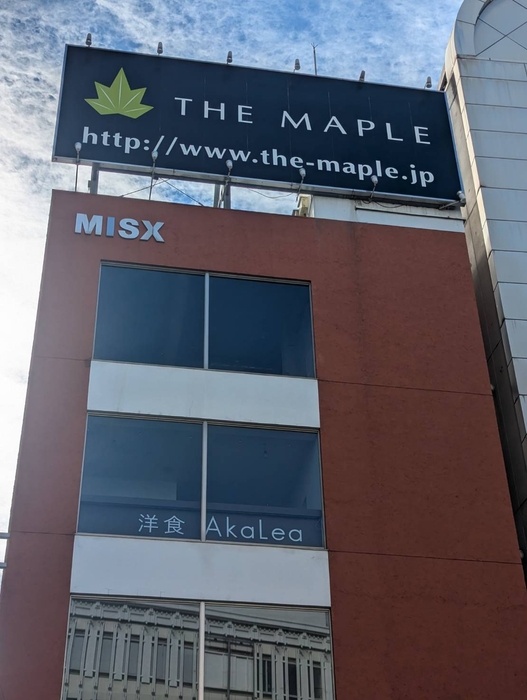 THE MAPLE
http://www.the-maple.jp
MISX
洋食 AkaLea